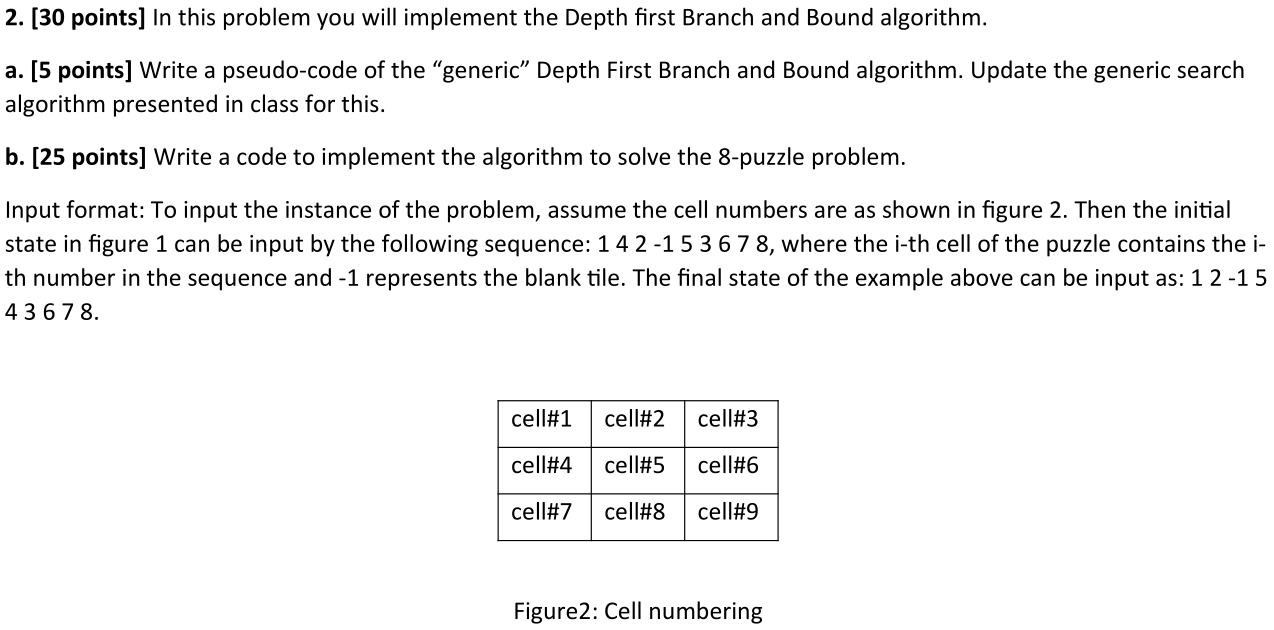 2. [30 points] In this problem you will implement the Depth first Branch and Bound algorithm.
a. [5 points] Write a pseudo-code of the “generic” Depth First Branch and Bound algorithm. Update the generic search
algorithm presented in class for this.
b. [25 points] Write a code to implement the algorithm to solve the 8-puzzle problem.
Input format: To input the instance of the problem, assume the cell numbers are as shown in figure 2. Then the initial
state in figure 1 can be input by the following sequence: 1 4 2 -1 5 3 6 7 8, where the i-th cell of the puzzle contains the i-
th number in the sequence and -1 represents the blank tile. The final state of the example above can be input as: 1 2 -1 5
4 3 6 7 8.
cell#1 cell#2 cell#3
cell#4 cell#5 cell#6
cell#7 cell#8 cell#9
Figure2: Cell numbering